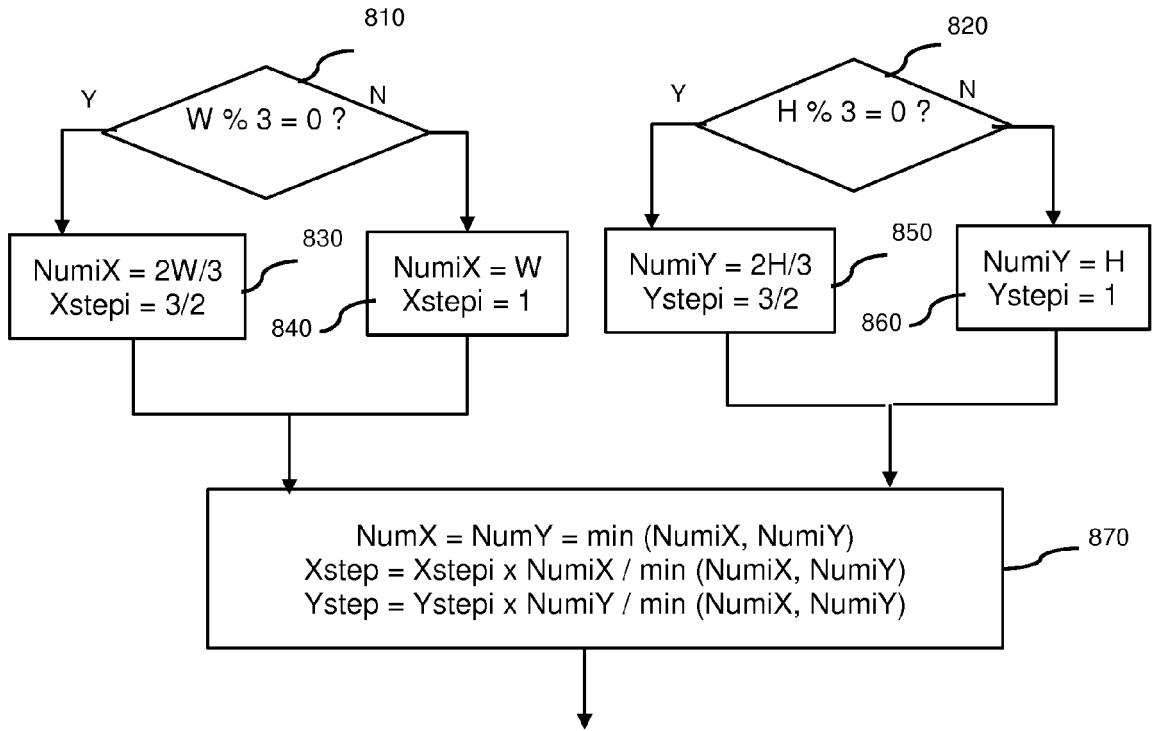 810
820
Y
N
W % 3 = 0 ?
Y
N
H % 3 = 0 ?
830
NumiX = 2W/3
Xstepi = 3/2
840
NumiX = W
Xstepi = 1
850
NumiY = 2H/3
Ystepi = 3/2
860
NumiY = H
Ystepi = 1
NumX = NumY = min (NumiX, NumiY)
Xstep = Xstepi x NumiX / min (NumiX, NumiY)
Ystep = Ystepi x NumiY / min (NumiX, NumiY)
870